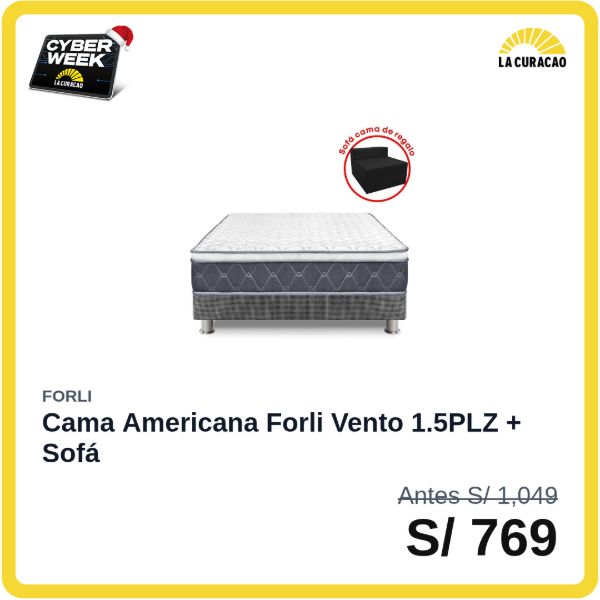 CYBER
WEEK
LA CURACAO
LA CURACAO
Sofá cama de regalo
FORLI
Cama Americana Forli Vento 1.5PLZ +
Sofá
Antes S/ 1,049
S/ 769